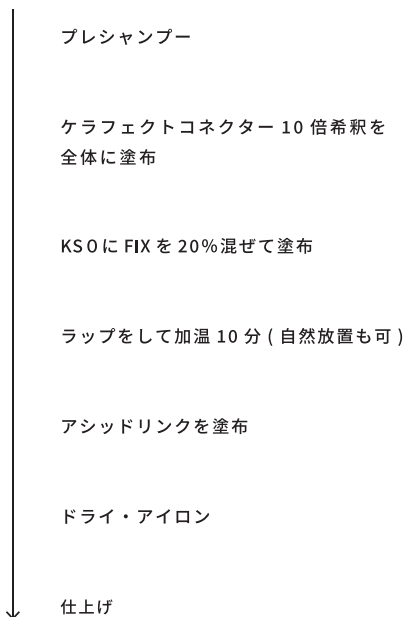 プレシャンプー
ケラフェクトコネクター 10 倍希釈を
全体に塗布
KS０に FIX を 20%混ぜて塗布
ラップをして加温 10 分 ( 自然放置も可 )
アシッドリンクを塗布
ドライ・アイロン
仕上げ